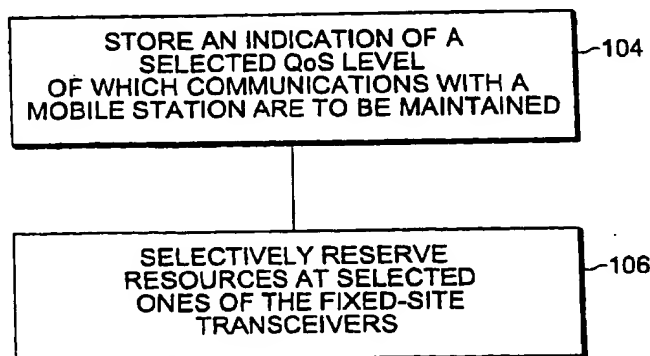 STORE AN INDICATION OF A
SELECTED QoS LEVEL
OF WHICH COMMUNICATIONS WITH A
MOBILE STATION ARE TO BE MAINTAINED
104
SELECTIVELY RESERVE
RESOURCES AT SELECTED
ONES OF THE FIXED-SITE
TRANSCEIVERS
106